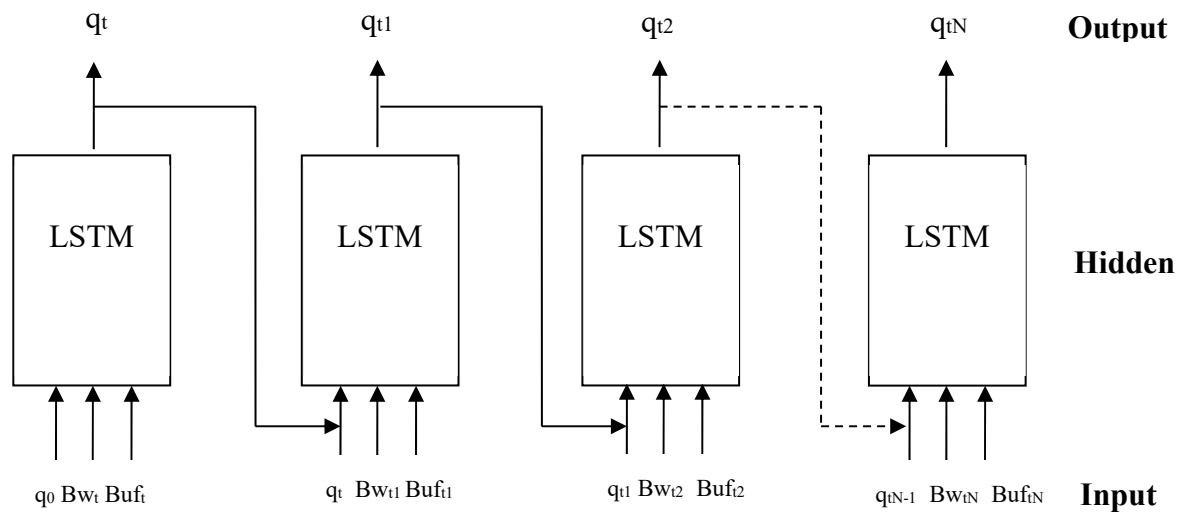 qt qt1 qt2 qtN Output
LSTM LSTM LSTM LSTM
Hidden
q0 Bwt Buft qt Bwt1 Buft1 qt1 Bwt2 Buft2 qtN-1 BwtN BuftN Input